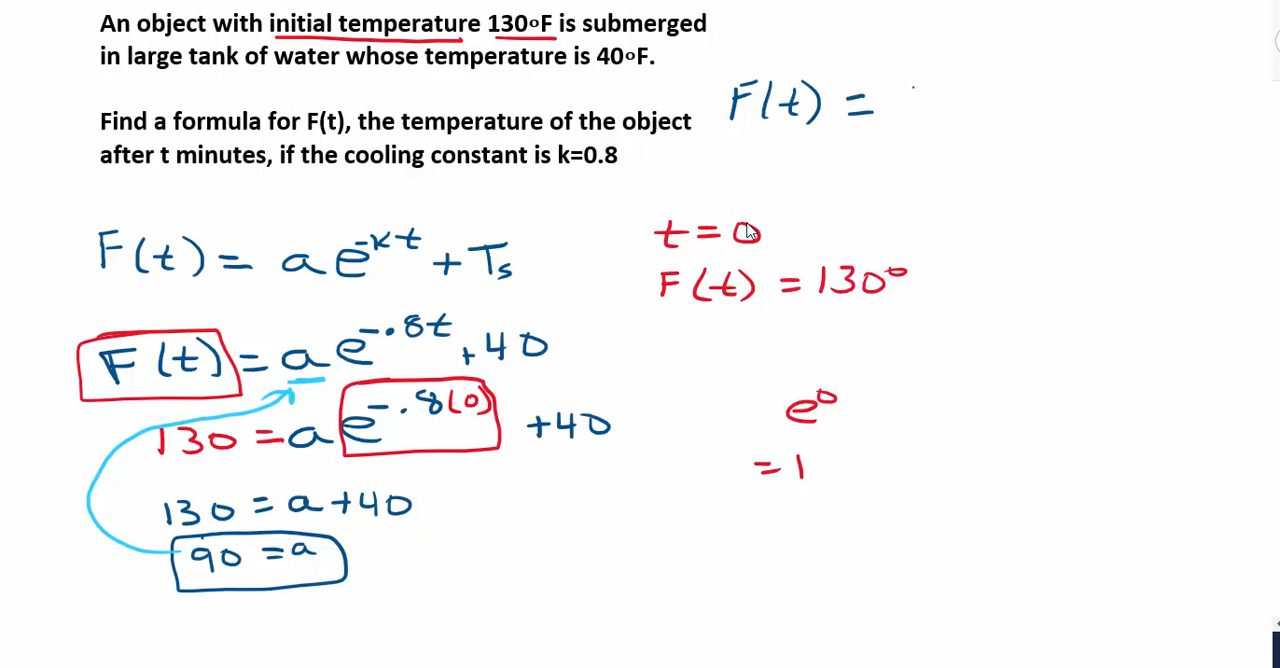 An object with initial temperature 130°F is submerged
in large tank of water whose temperature is 40°F.
F(t) =
Find a formula for F(t), the temperature of the object
after t minutes, if the cooling constant is k=0.8
F(t) = ae^-kt + Ts
t = 0
F(t) = 130°
F(t) = ae^-.8t +40
130 = ae^-.8(0) +40
e^0
= 1
130 = a +40
90 = a